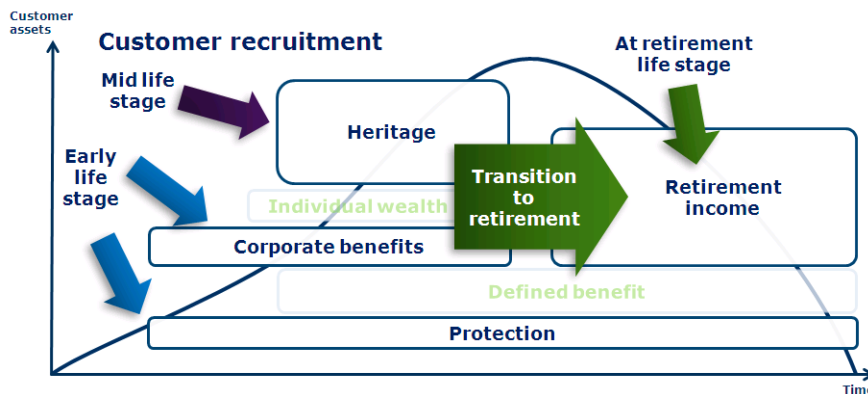 Customer
assets
Customer recruitment
At retirement
life stage
Mid life
stage
Heritage
Early
life
stage
Transition
to
retirement
Retirement
income
Individual wealth
Corporate benefits
Defined benefit
Protection
Time